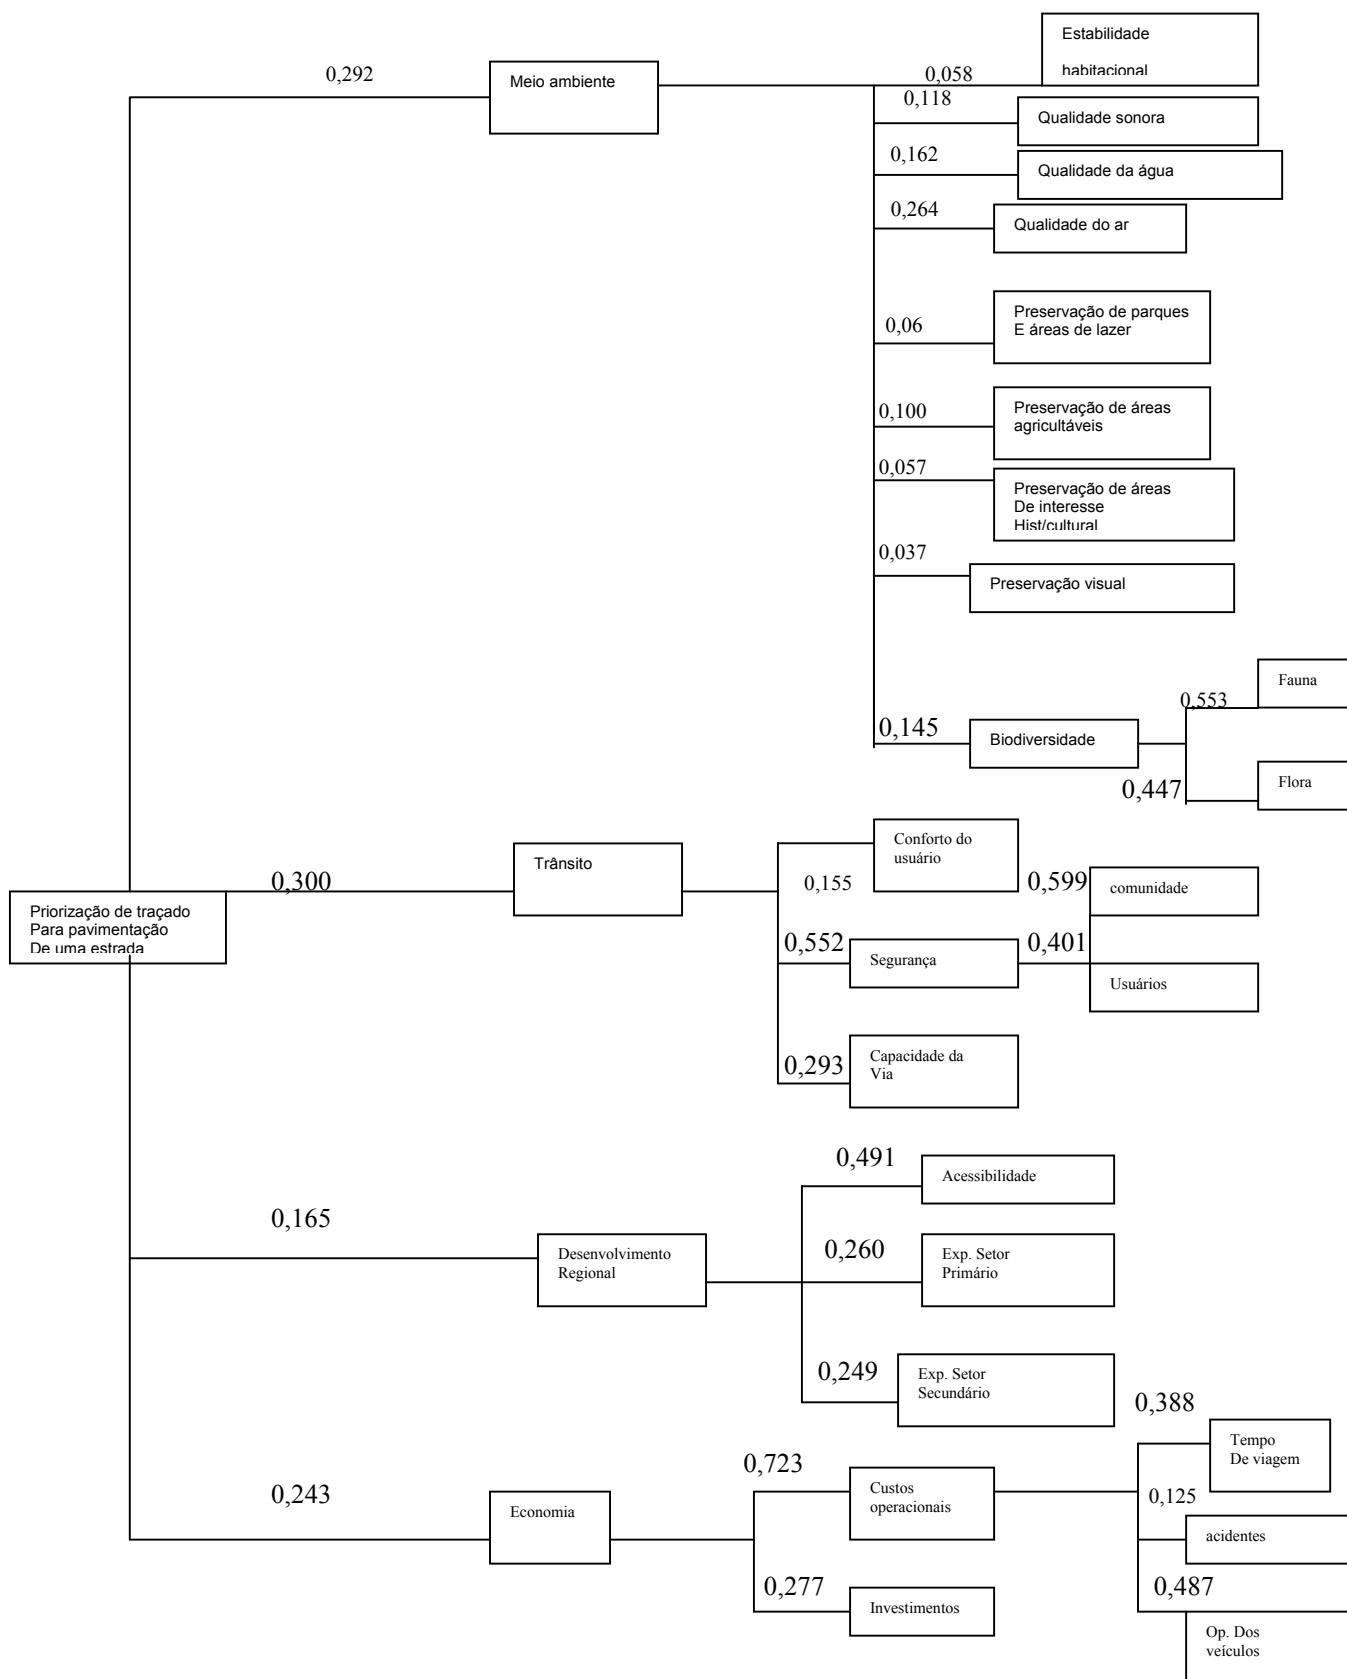 Estabilidade
habitacional
0,292
Meio ambiente
0,058
0,118
Qualidade sonora
0,162
Qualidade da água
0,264
Qualidade do ar
0,06
Preservação de parques
E áreas de lazer
0,100
Preservação de áreas
agricultáveis
0,057
Preservação de áreas
De interesse
Hist/cultural
0,037
Preservação visual
Fauna
0,553
0,145
Biodiversidade
0,447
Flora
0,300
Trânsito
Conforto do
usuário
0,155
0,599
comunidade
Priorização de traçado
Para pavimentação
De uma estrada
0,552
Segurança
0,401
Usuários
0,293
Capacidade da
Via
0,491
Acessibilidade
0,165
Desenvolvimento
Regional
0,260
Exp. Setor
Primário
0,249
Exp. Setor
Secundário
0,388
Tempo
De viagem
0,723
Custos
operacionais
0,243
Economia
0,125
acidentes
0,277
Investimentos
0,487
Op. Dos
veículos